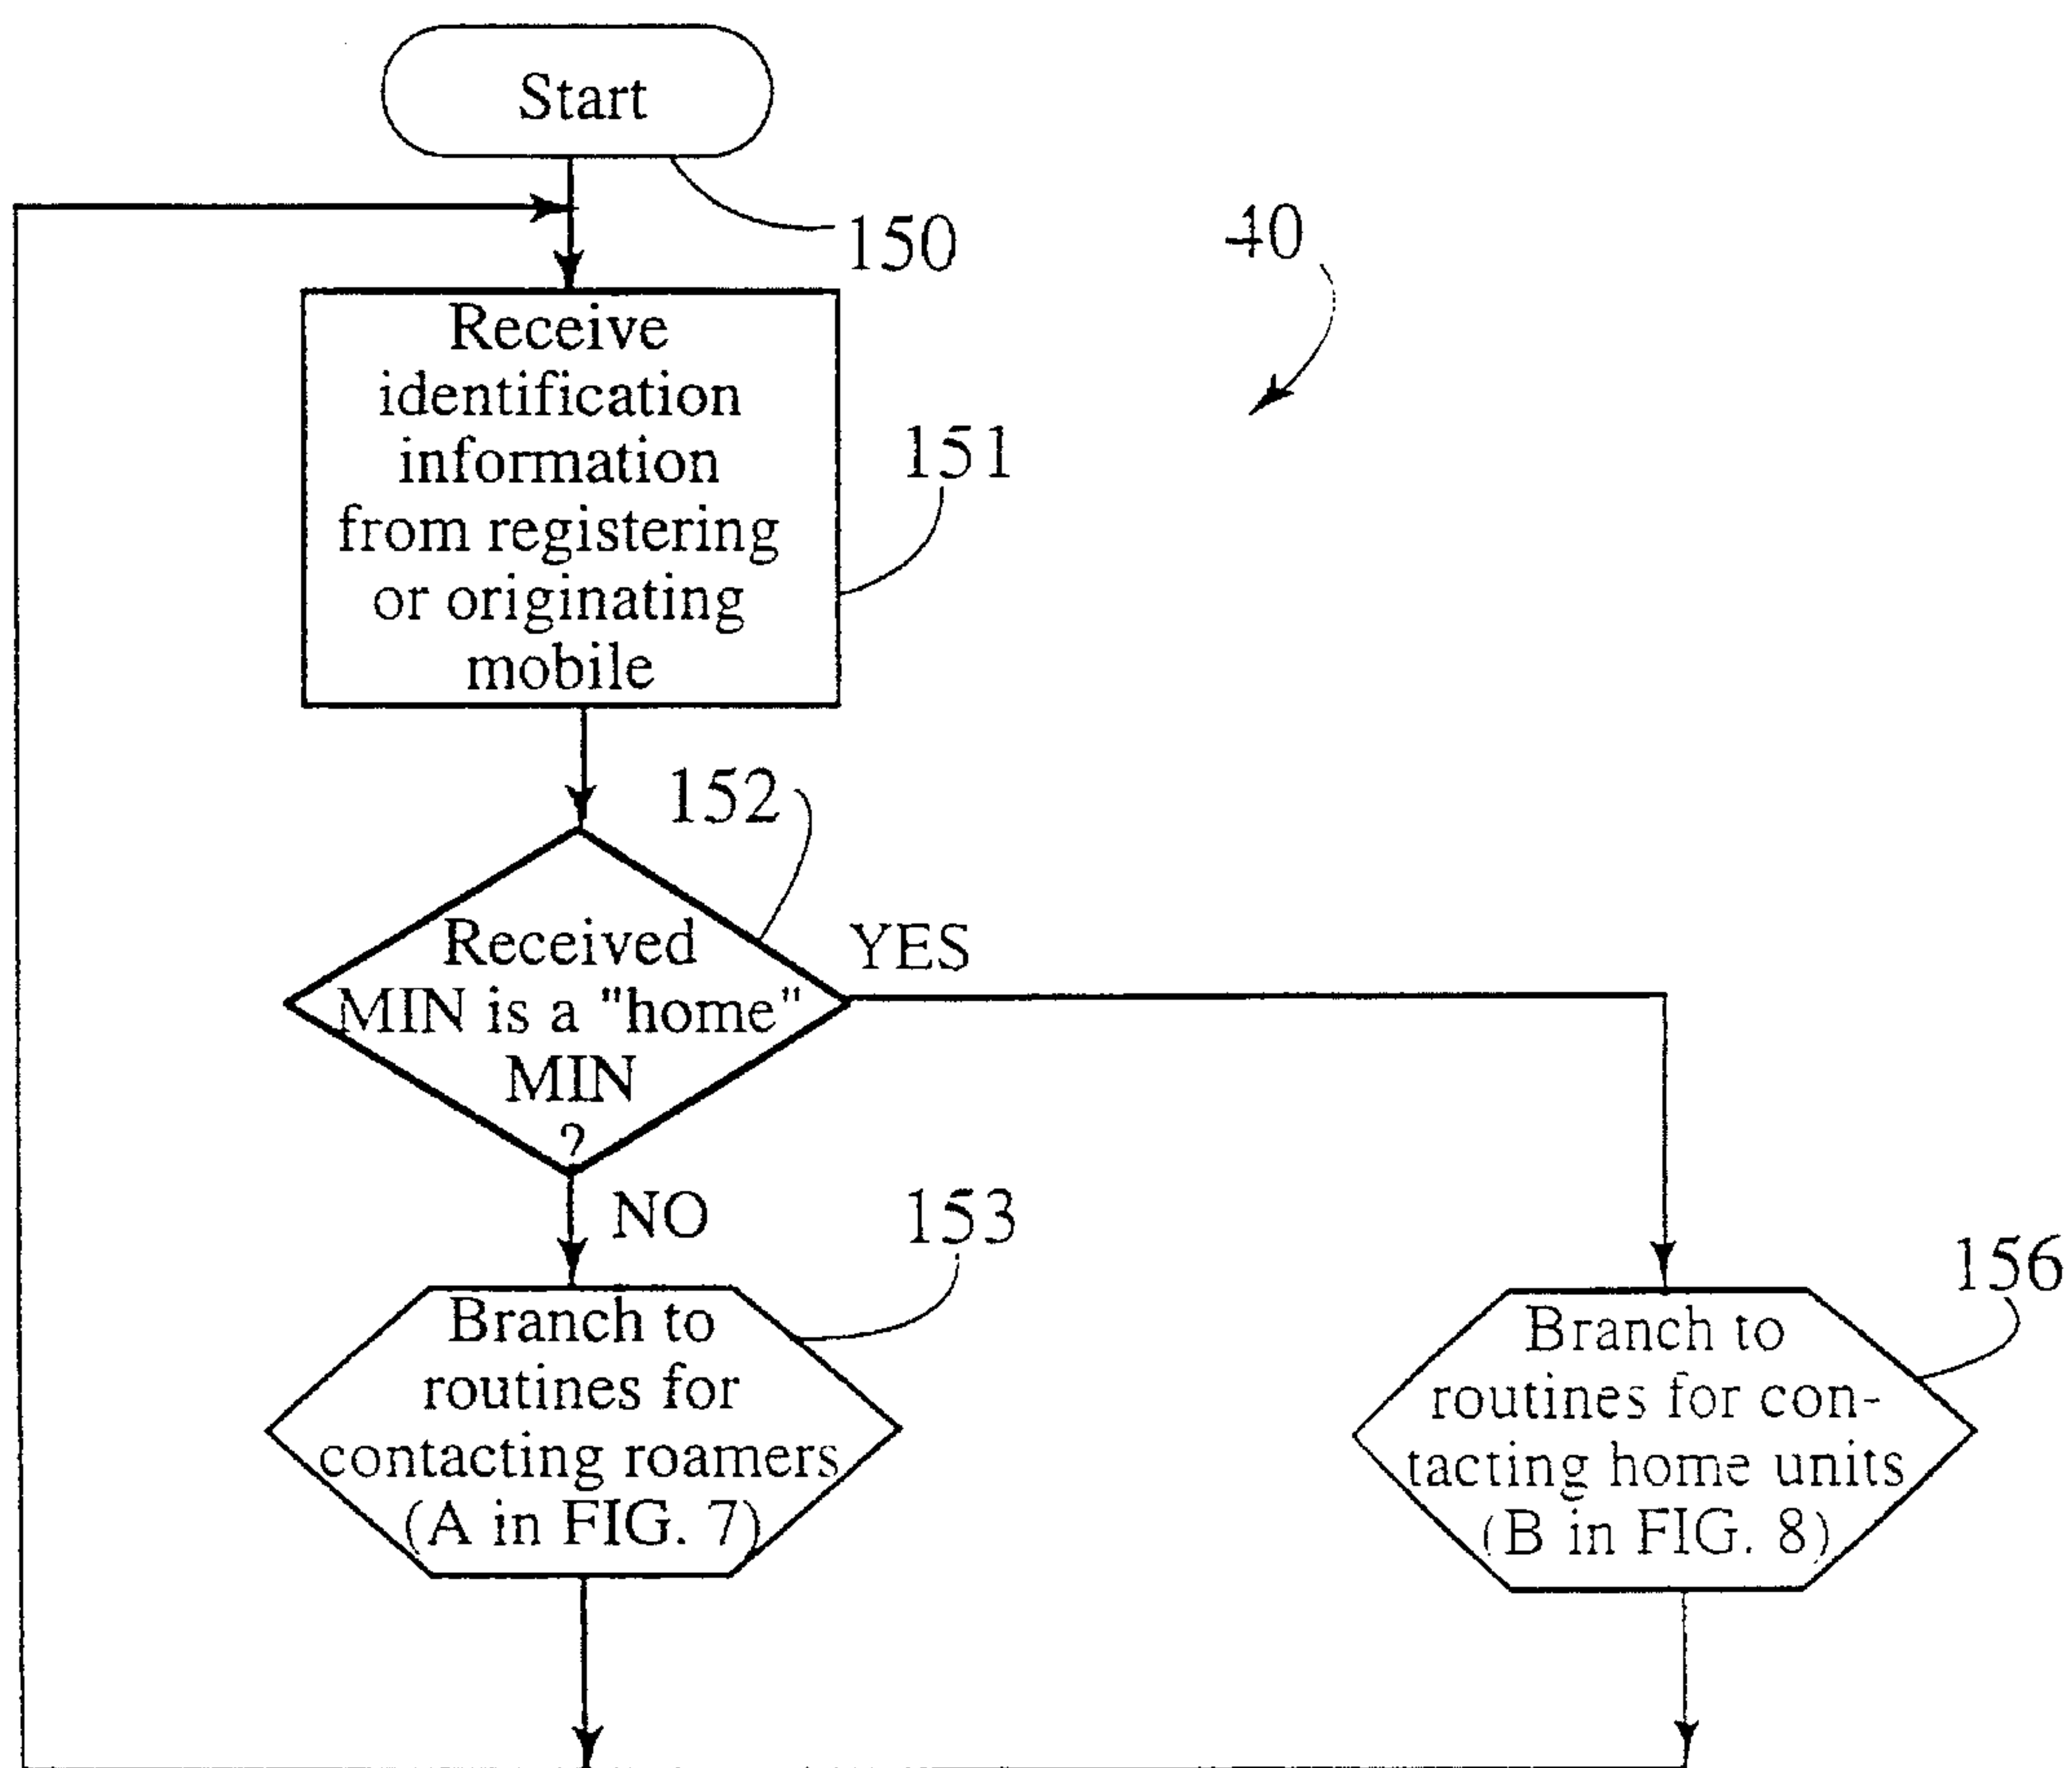 Start
150
40
Receive
identification
information
from registering
or originating
mobile
151
152
Received
MIN is a "home"
MIN
?
YES
NO
153
Branch to
routines for
contacting roamers
(A in FIG. 7)
156
Branch to
routines for con-
tacting home units
(B in FIG. 8)